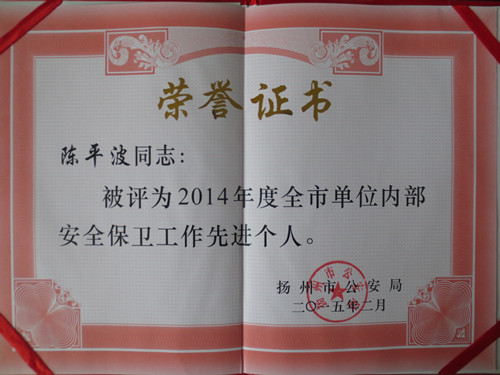 荣誉证书
陈平波同志：
被评为2014年度全市单位内部
安全保卫工作先进个人。
扬州市公安局
二〇一五年二月